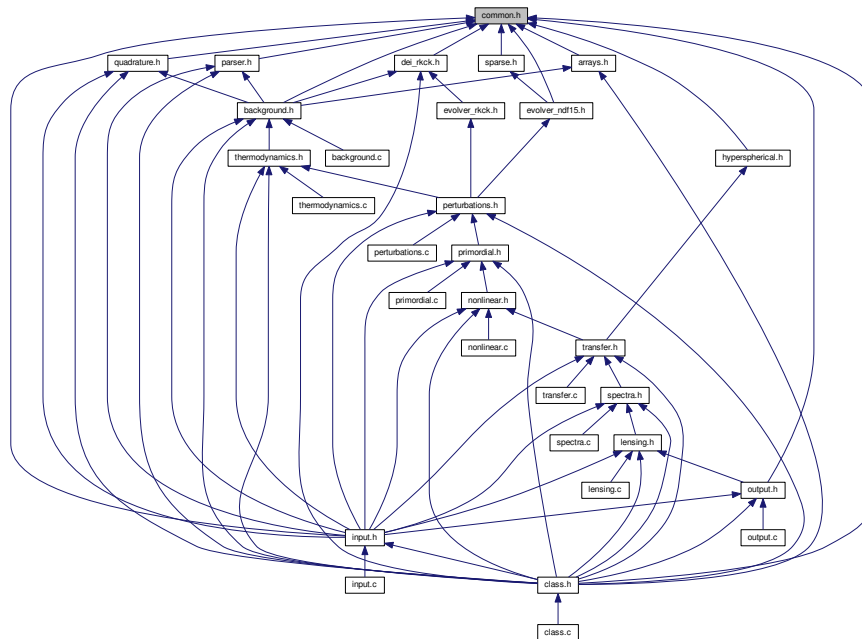 common.h
quadrature.h
parser.h
dei_rkck.h
sparse.h
arrays.h
background.h
evolver_rkck.h
evolver_ndf15.h
thermodynamics.h
background.c
hyperspherical.h
thermodynamics.c
perturbations.h
perturbations.c
primordial.h
primordial.c
nonlinear.h
nonlinear.c
transfer.h
transfer.c
spectra.h
spectra.c
lensing.h
lensing.c
output.h
input.h
output.c
input.c
class.h
class.c